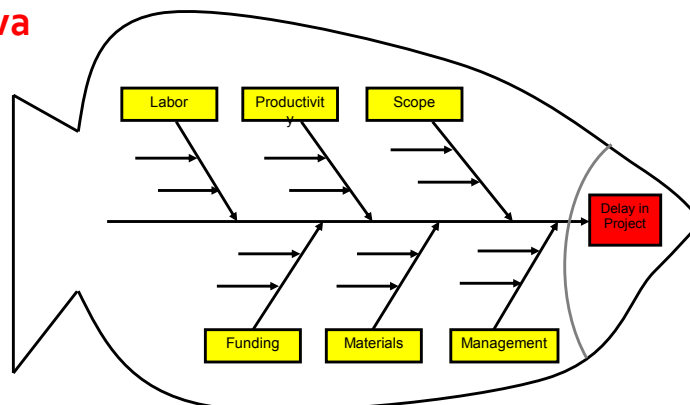 va
Labor
Productivit
y
Scope
Delay in
Project
Funding
Materials
Management